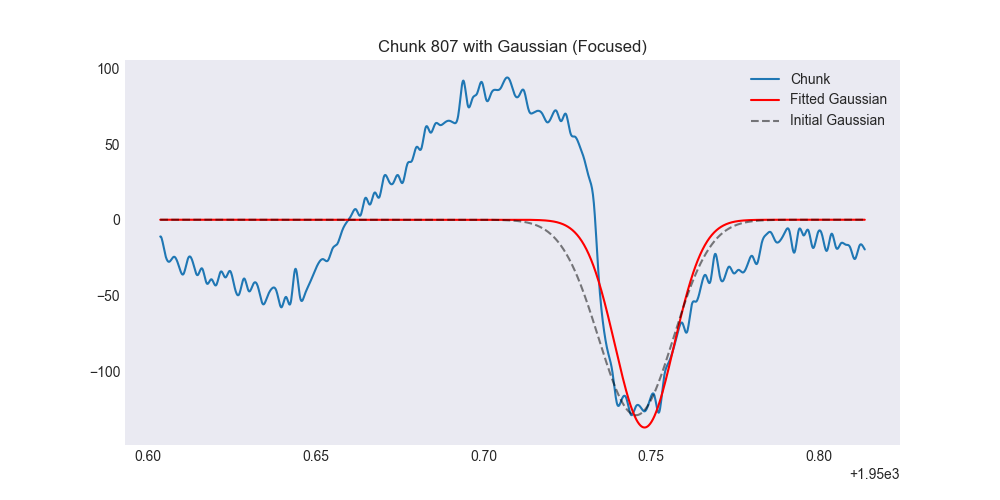 Chunk 807 with Gaussian (Focused)
100
50
0
−50
−100
Chunk
Fitted Gaussian
Initial Gaussian
0.60 0.65 0.70 0.75 0.80
+1.95e3